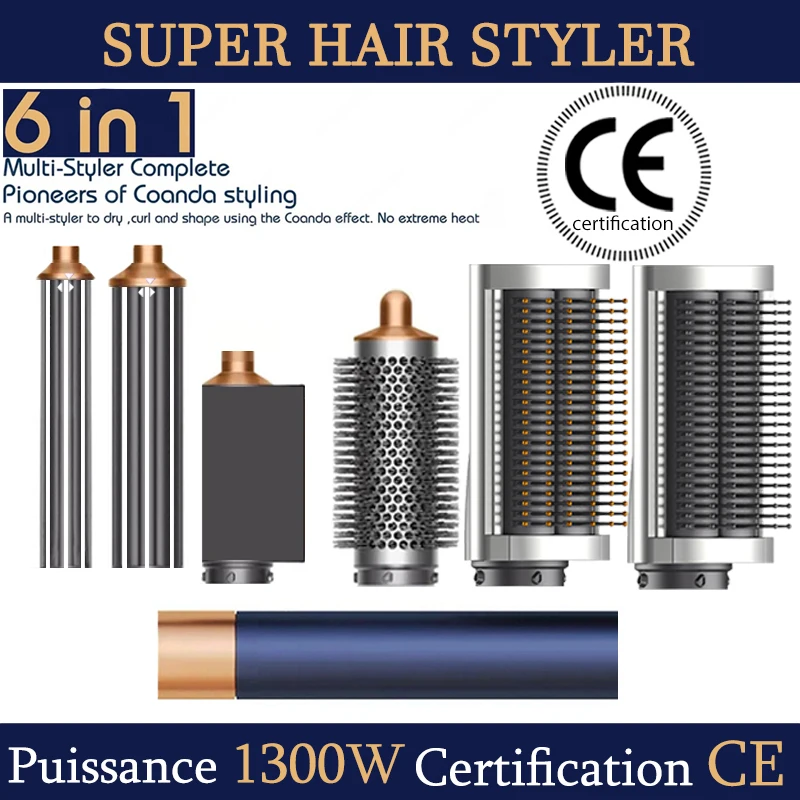 SUPER HAIR STYLER
6 in 1
Multi-Styler Complete
Pioneers of Coanda styling
A multi-styler to dry ,curl and shape using the Coanda effect. No extreme heat
CE
certification
Puissance 1300W Certification CE